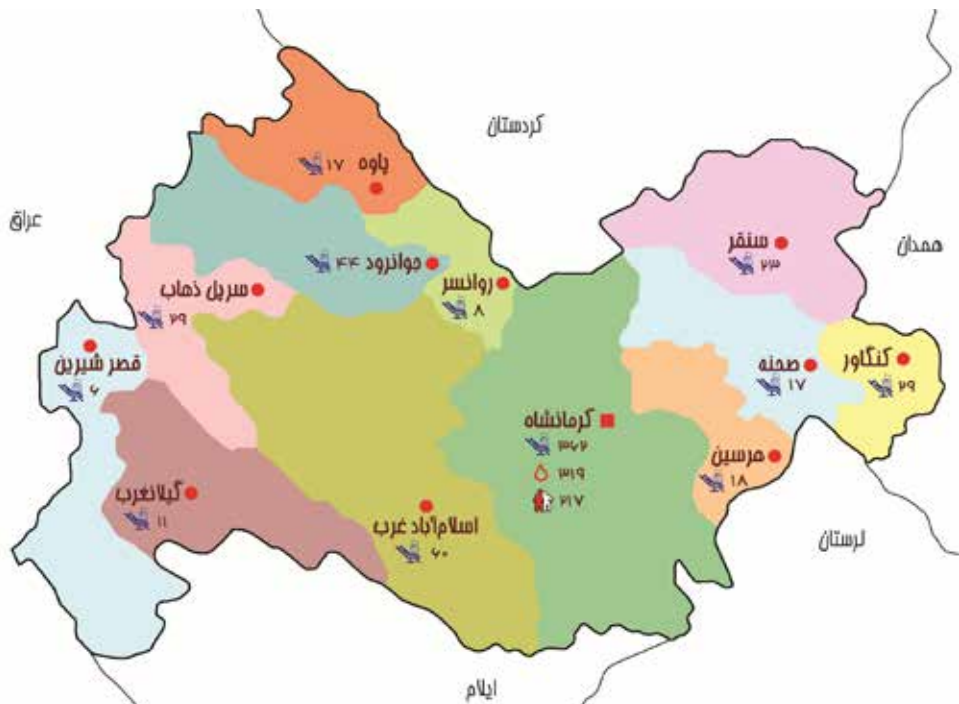 کردستان
پاوه
۱۷
عراق
همدان
سنقر
۲۳
جوانرود ۴۴
روانسر
۸
سرپل ذهاب
۲۹
قصر شیرین
۶
کنگاور
۲۹
صحنه
۱۷
کرمانشاه
۳۶۲
۳۱۹
۲۱۷
هرسین
۱۸
گیلانغرب
۱۱
اسلام‌آباد غرب
۶۰
لرستان
ایلام